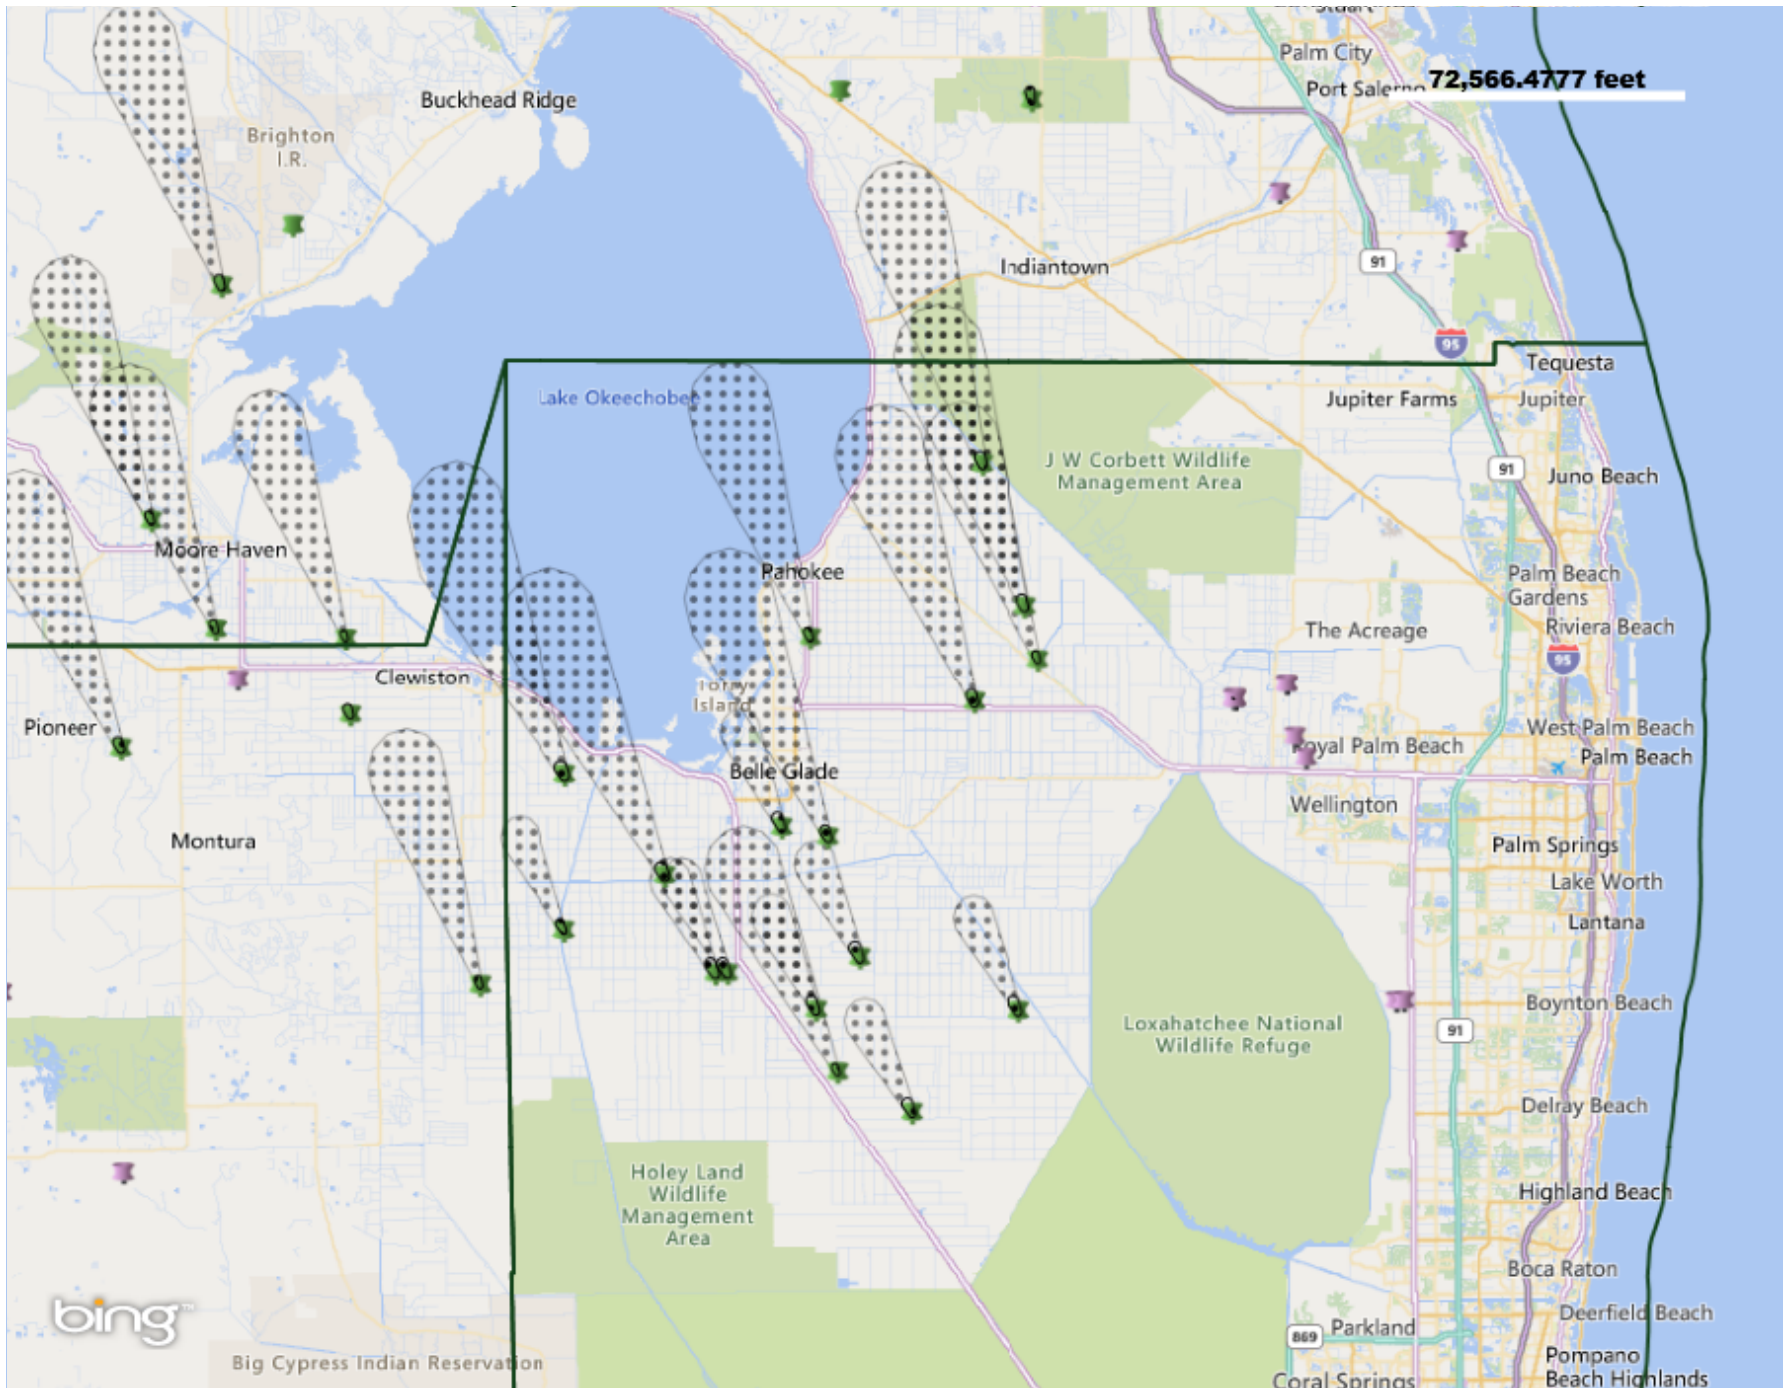 Palm City
72,566.4777 feet
Port Salerno
Buckhead Ridge
Brighton
I.R.
Indiantown
91
95
Tequesta
Lake Okeechobee
Jupiter Farms
Jupiter
J W Corbett Wildlife
Management Area
91
Juno Beach
Moore Haven
Pahokee
Palm Beach
Gardens
Riviera Beach
The Acreage
95
Clewiston
Torry
Island
Pioneer
West Palm Beach
Royal Palm Beach
Palm Beach
Belle Glade
Wellington
Montura
Palm Springs
Lake Worth
Lantana
Boynton Beach
Loxahatchee National
Wildlife Refuge
91
Delray Beach
Holey Land
Wildlife
Management
Area
Highland Beach
Boca Raton
bing™
Deerfield Beach
869
Parkland
Big Cypress Indian Reservation
Pompano
Beach Highlands
Coral Springs